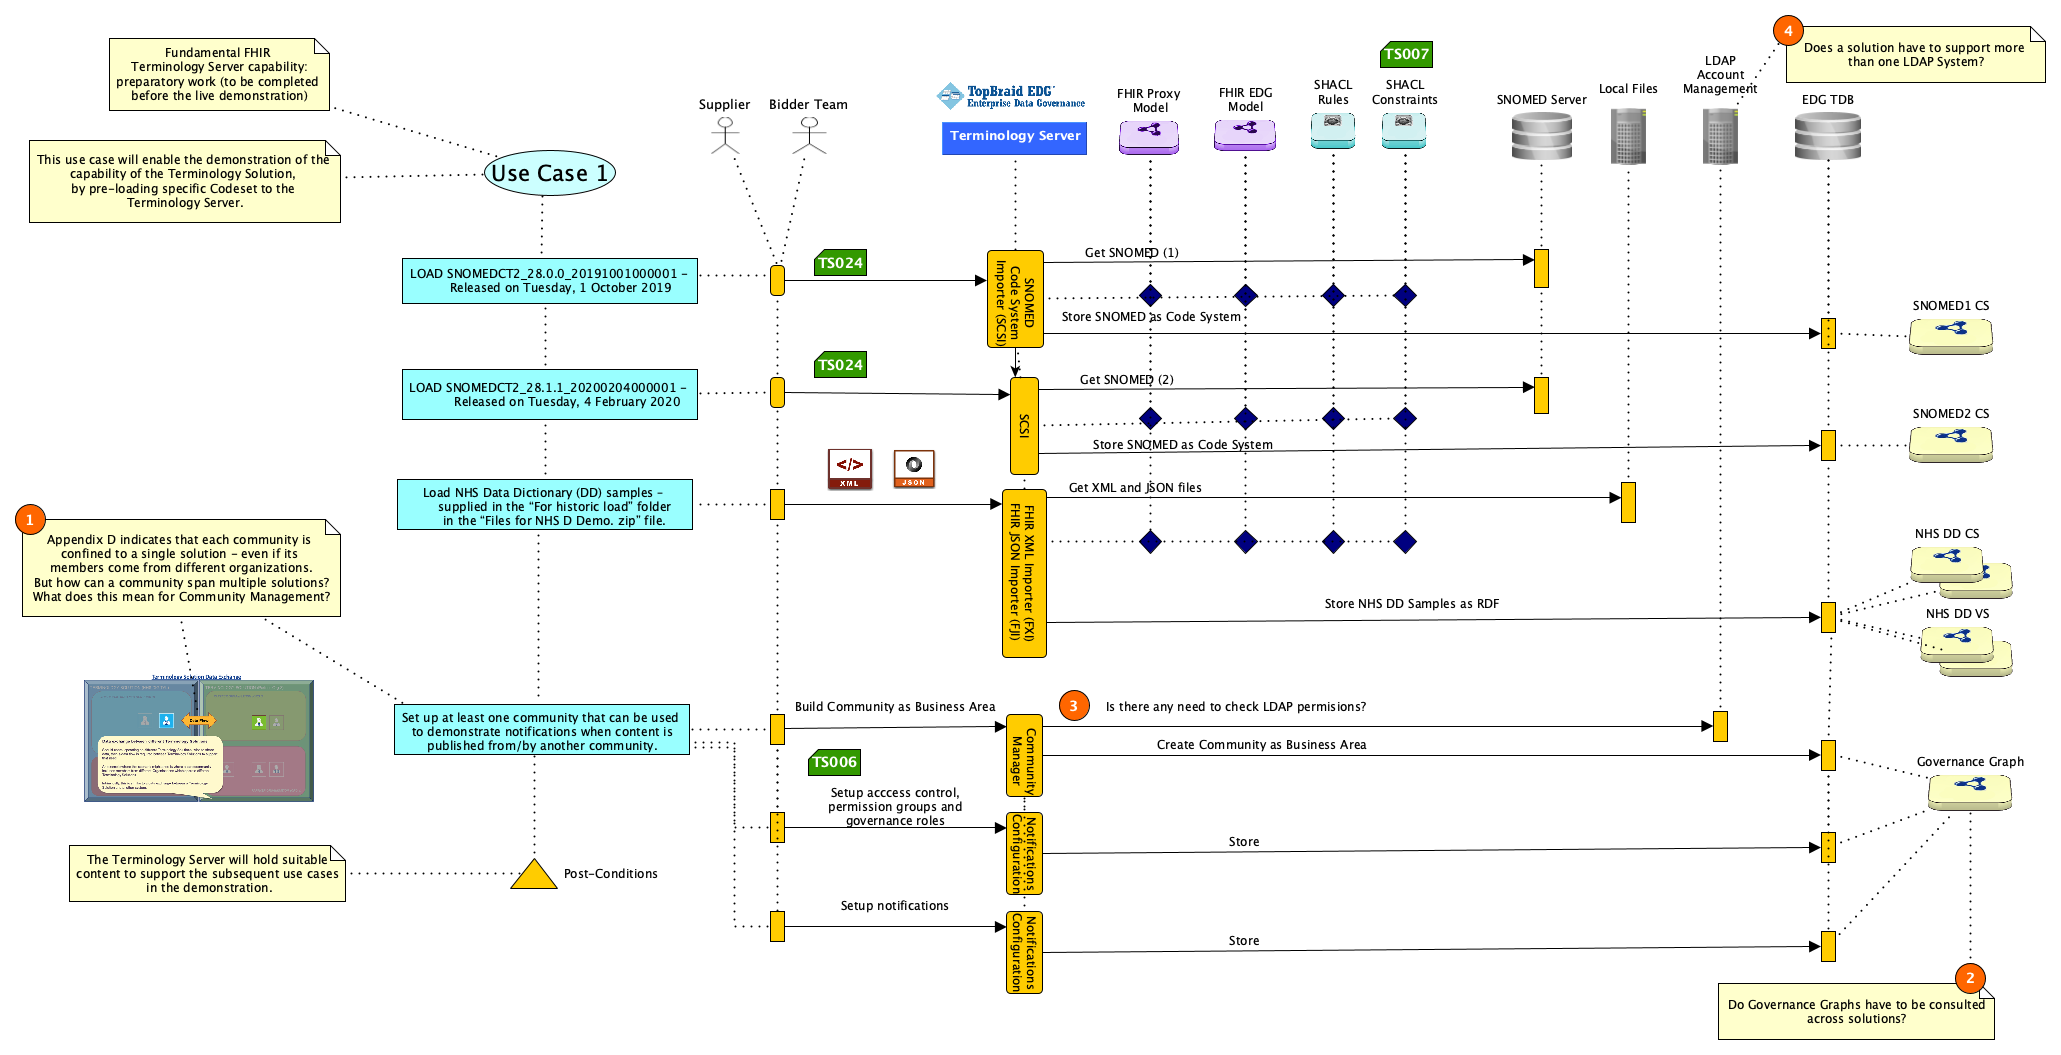 Fundamental FHIR
Terminology Server capability:
preparatory work (to be completed
before the live demonstration)
This use case will enable the demonstration of the
capability of the Terminology Solution,
by pre-loading specific Codeset to the
Terminology Server.
Use Case 1
Supplier
Bidder Team
TopBraid EDG
Enterprise Data Governance
Terminology Server
FHIR Proxy
Model
FHIR EDG
Model
SHACL
Rules
TS007
SHACL
Constraints
SNOMED Server
Local Files
LDAP
Account
Management
EDG TDB
4
Does a solution have to support more
than one LDAP System?
LOAD SNOMEDCT2_28.0.0_20191001000001 –
Released on Tuesday, 1 October 2019
TS024
SNOMED
Code System
Importer (SCSI)
Get SNOMED (1)
Store SNOMED as Code System
SNOMED1 CS
LOAD SNOMEDCT2_28.1.1_20200204000001 –
Released on Tuesday, 4 February 2020
TS024
SCSI
Get SNOMED (2)
Store SNOMED as Code System
SNOMED2 CS
Load NHS Data Dictionary (DD) samples –
supplied in the “For historic load” folder
in the “Files for NHS D Demo. zip” file.
</>
XML
JSON
FHIR XML Importer (FXI)
FHIR JSON Importer (FJI)
Get XML and JSON files
Store NHS DD Samples as RDF
NHS DD CS
NHS DD VS
1
Appendix D indicates that each community is
confined to a single solution – even if its
members come from different organizations.
But how can a community span multiple solutions?
What does this mean for Community Management?
Terminology Solution Data Exchange
Set up at least one community that can be used
to demonstrate notifications when content is
published from/by another community.
Build Community as Business Area
Community
Manager
3
Is there any need to check LDAP permisions?
Create Community as Business Area
Governance Graph
TS006
Setup acccess control,
permission groups and
governance roles
Notifications
Configuration
Store
The Terminology Server will hold suitable
content to support the subsequent use cases
in the demonstration.
Post-Conditions
Setup notifications
Notifications
Configuration
Store
2
Do Governance Graphs have to be consulted
across solutions?